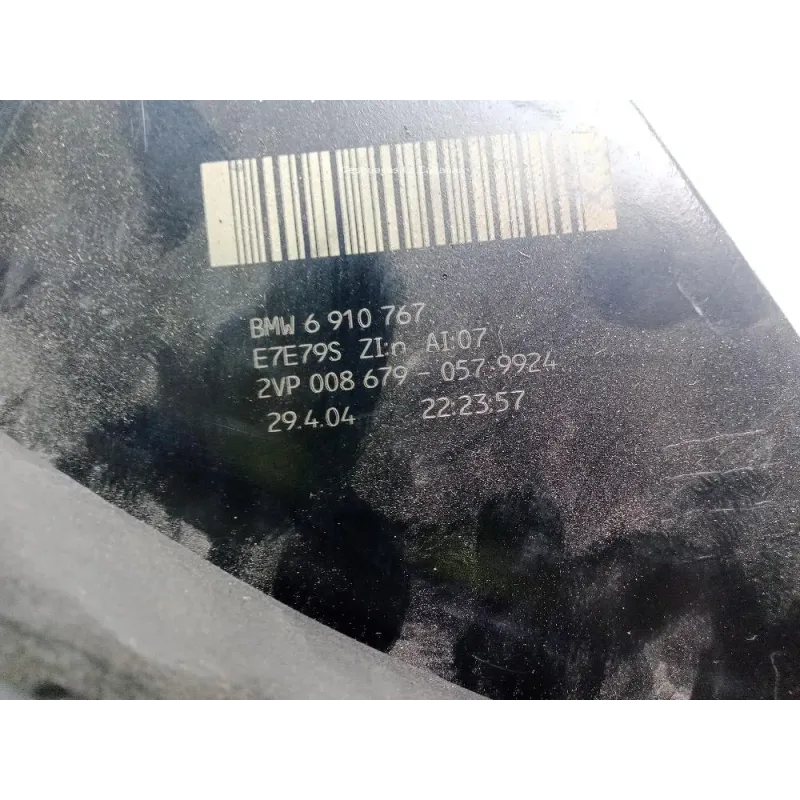 BMW 6 910 767
E7E79S ZI:n AI:07
2VP 008 679 - 057 9924
29.4.04 22:23:57